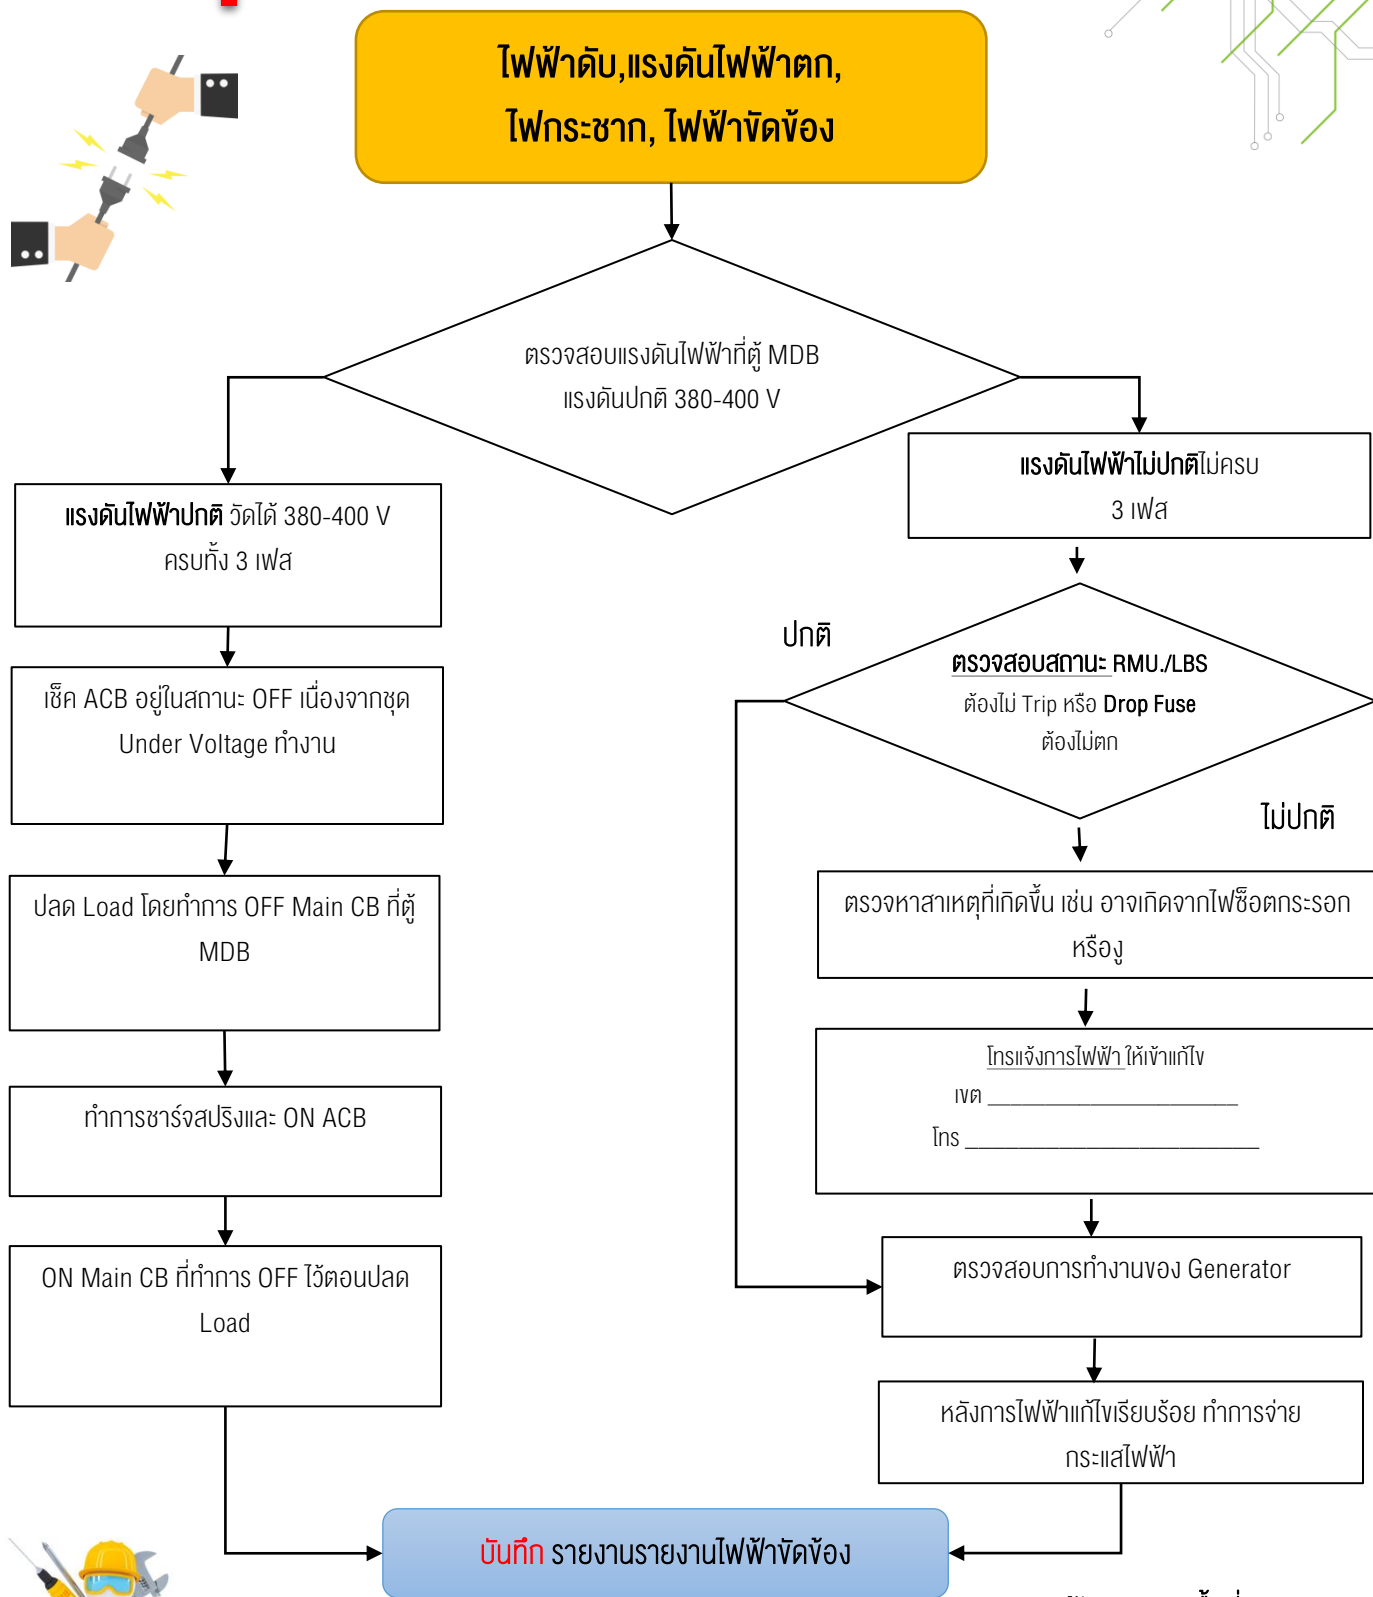 ไฟฟ้าดับ,แรงดันไฟฟ้าตก,
ไฟกระชาก, ไฟฟ้าขัดข้อง
ตรวจสอบแรงดันไฟฟ้าที่ตู้ MDB
แรงดันปกติ 380-400 V
แรงดันไฟฟ้าปกติ วัดได้ 380-400 V
ครบทั้ง 3 เฟส
เช็ค ACB อยู่ในสถานะ OFF เนื่องจากชุด
Under Voltage ทำงาน
ปลด Load โดยทำการ OFF Main CB ที่ตู้
MDB
ทำการชาร์จสปริงและ ON ACB
ON Main CB ที่ทำการ OFF ไว้ตอนปลด
Load
แรงดันไฟฟ้าไม่ปกติไม่ครบ
3 เฟส
ปกติ
ตรวจสอบสถานะ RMU./LBS
ต้องไม่ Trip หรือ Drop Fuse
ต้องไม่ตก
ไม่ปกติ
ตรวจหาสาเหตุที่เกิดขึ้น เช่น อาจเกิดจากไฟช็อตกระรอก
หรืองู
โทรแจ้งการไฟฟ้า ให้เข้าแก้ไข
เขต ______________________
โทร __________________________
ตรวจสอบการทำงานของ Generator
หลังการไฟฟ้าแก้ไขเรียบร้อย ทำการจ่าย
กระแสไฟฟ้า
บันทึก รายงานรายงานไฟฟ้าขัดข้อง